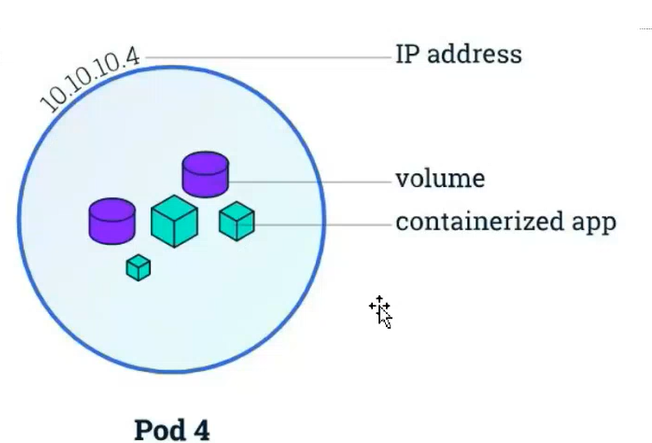 10.10.10.4
IP address
volume
containerized app
Pod 4